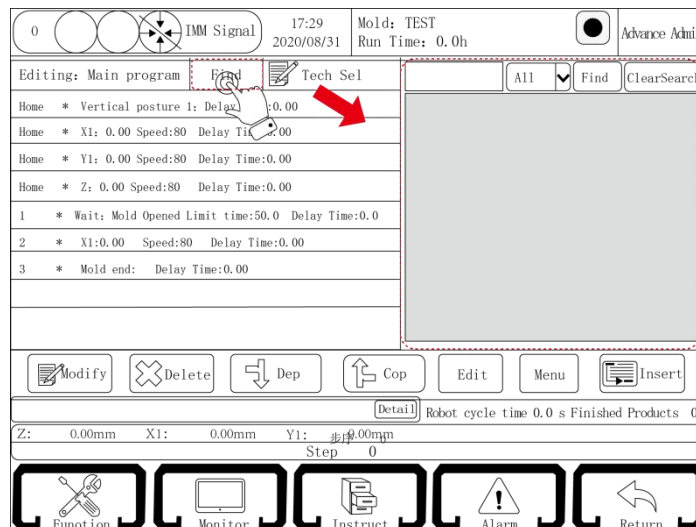 0 IMM Signal 17:29 2020/08/31 Mold: TEST Run Time: 0.0h Advance Admi
Editing: Main program Find Tech Sel All Find ClearSearch
Home * Vertical posture 1: Delay :0.00
Home * X1: 0.00 Speed:80 Delay Ti .00
Home * Y1: 0.00 Speed:80 Delay Time:0.00
Home * Z: 0.00 Speed:80 Delay Time:0.00
1 * Wait: Mold Opened Limit time:50.0 Delay Time:0.0
2 * X1:0.00 Speed:80 Delay Time:0.00
3 * Mold end: Delay Time:0.00
Modify Delete Dep Cop Edit Menu Insert
Detail Robot cycle time 0.0 s Finished Products 0
Z: 0.00mm X1: 0.00mm Y1: 0.00mm
步序 0
Step 0
Function Monitor Instruct Alarm Return